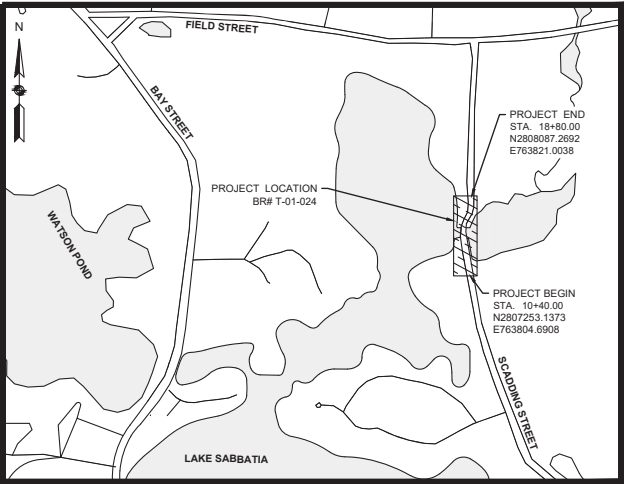 N
FIELD STREET
BAY STREET
PROJECT END
STA. 18+80.00
N2808087.2692
E763821.0038
PROJECT LOCATION
BR# T-01-024
WATSON POND
PROJECT BEGIN
STA. 10+40.00
N2807253.1373
E763804.6908
SCADDING STREET
LAKE SABBATIA